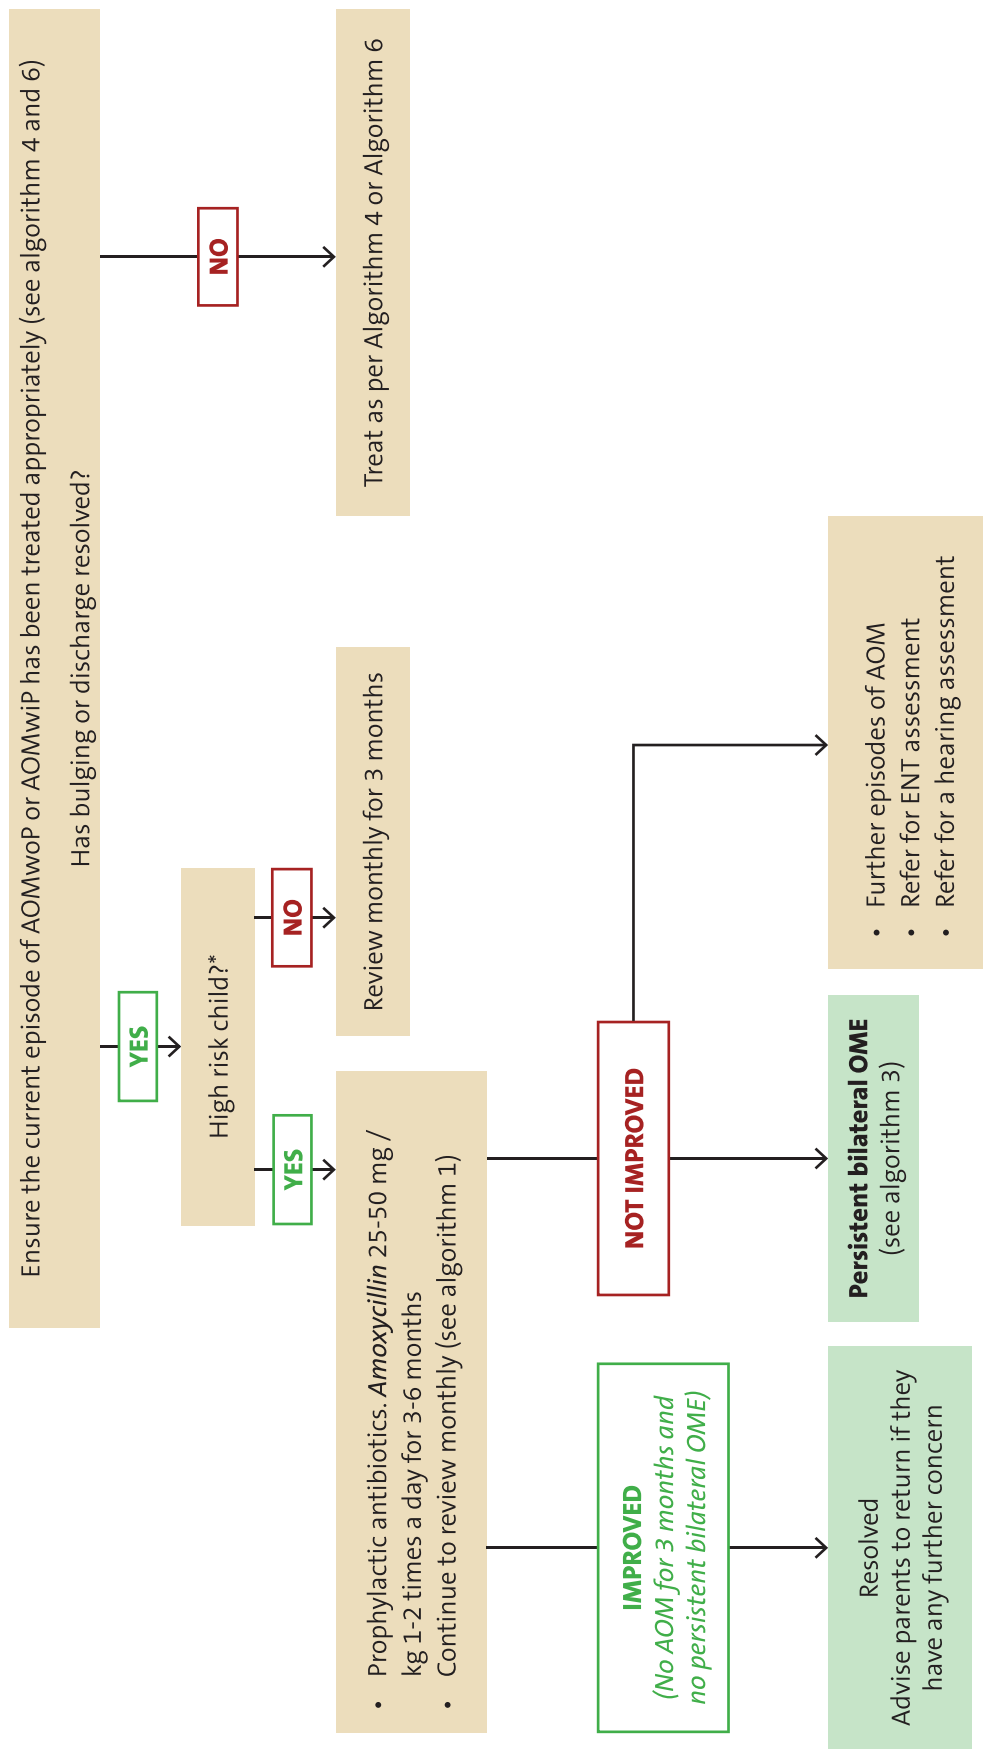 Ensure the current episode of AOMwoP or AOMwiP has been treated appropriately (see algorithm 4 and 6)
Has bulging or discharge resolved?
YES
NO
High risk child?*
YES
NO
• Prophylactic antibiotics. Amoxycillin 25-50 mg /
kg 1-2 times a day for 3-6 months
• Continue to review monthly (see algorithm 1)
Review monthly for 3 months
Treat as per Algorithm 4 or Algorithm 6
IMPROVED
(No AOM for 3 months and
no persistent bilateral OME)
NOT IMPROVED
Resolved
Advise parents to return if they
have any further concern
Persistent bilateral OME
(see algorithm 3)
• Further episodes of AOM
• Refer for ENT assessment
• Refer for a hearing assessment